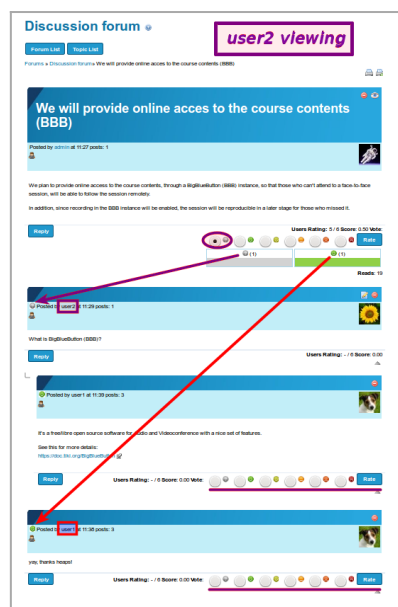 Discussion forum
user2 viewing
Forum List Topic List
Forums » Discussion forum» We will provide online acces to the course contents (BBB)
We will provide online acces to the course contents (BBB)
Posted by admin at 11:27 posts: 1
We plan to provide online access to the course contents, through a BigBlueButton (BBB) instance, so that those who can't attend to a face-to-face
session, will be able to follow the session remotely.
In addition, since recording in the BBB instance will be enabled, the session will be reproducible in a later stage for those who missed it.
Reply
Users Rating: 5 / 6 Score: 0.50 Vote:
Rate
(1) (1)
Reads: 19
Posted by user2 at 11:29 posts: 1
What is BigBlueButton (BBB)?
Reply Users Rating: - / 6 Score: 0.00
Posted by user1 at 11:39 posts: 3
It's a free/libre open source software for Audio and Videoconference with a nice set of features.
See this for more details:
Reply Users Rating: - / 6 Score: 0.00 Vote: Rate
Posted by user1 at 11:36 posts: 3
yay, thanks heaps!
Reply Users Rating: - / 6 Score: 0.00 Vote: Rate